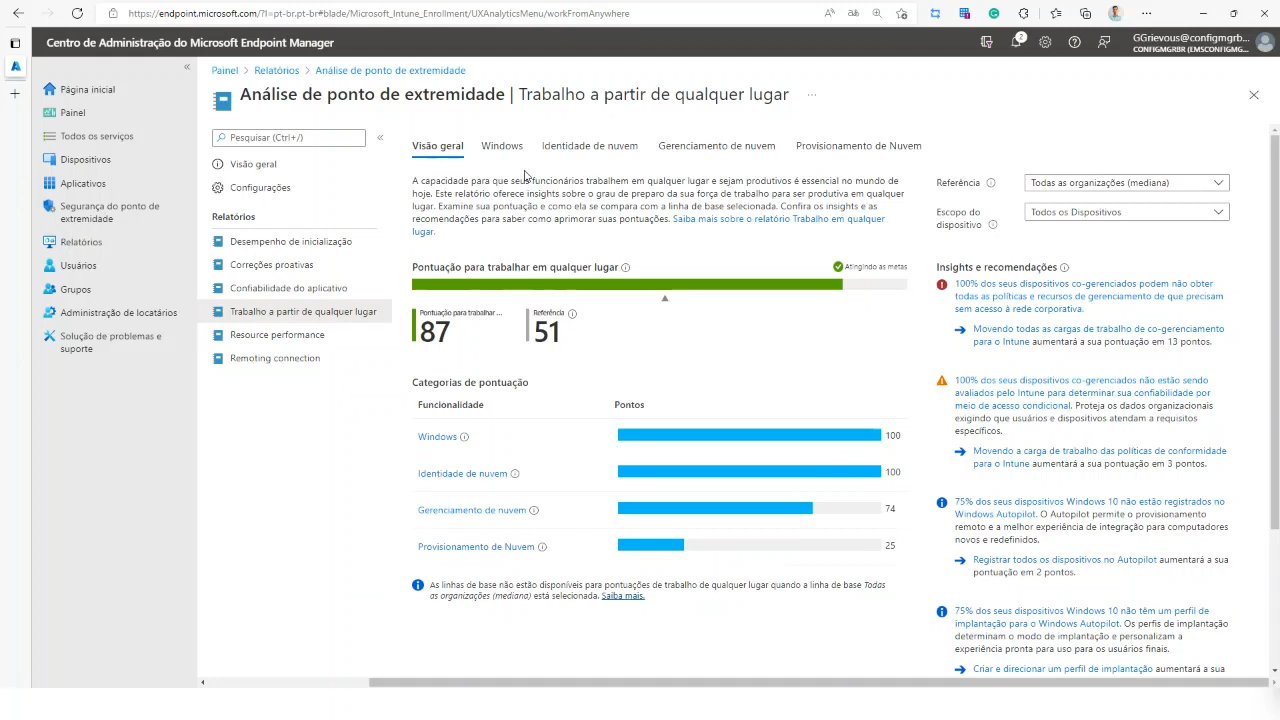 https://endpoint.microsoft.com/?l=pt-br.pt-br#blade/Microsoft_Intune_Enrollment/UXAnalyticsMenu/workFromAnywhere
Centro de Administração do Microsoft Endpoint Manager
2
GGrievous@configmgrb...
CONFIGMGRBR (EMSCONFIGMG...
Página inicial
Painel
Todos os serviços
Dispositivos
Aplicativos
Segurança do ponto de
extremidade
Relatórios
Usuários
Grupos
Administração de locatários
Solução de problemas e
suporte
Painel > Relatórios > Análise de ponto de extremidade
Análise de ponto de extremidade | Trabalho a partir de qualquer lugar ...
Pesquisar (Ctrl+/)
Visão geral
Configurações
Relatórios
Desempenho de inicialização
Correções proativas
Confiabilidade do aplicativo
Trabalho a partir de qualquer lugar
Resource performance
Remoting connection
Visão geral Windows Identidade de nuvem Gerenciamento de nuvem Provisionamento de Nuvem
A capacidade para que seus funcionários trabalhem em qualquer lugar e sejam produtivos é essencial no mundo de
hoje. Este relatório oferece insights sobre o grau de preparo da sua força de trabalho para ser produtiva em qualquer
lugar. Examine sua pontuação e como ela se compara com a linha de base selecionada. Confira os insights e as
recomendações para saber como aprimorar suas pontuações. Saiba mais sobre o relatório Trabalho em qualquer
lugar.
Pontuação para trabalhar em qualquer lugar
Atingindo as metas
Pontuação para trabalhar ...
87
Referência
51
Categorias de pontuação
Funcionalidade Pontos
Windows 100
Identidade de nuvem 100
Gerenciamento de nuvem 74
Provisionamento de Nuvem 25
As linhas de base não estão disponíveis para pontuações de trabalho de qualquer lugar quando a linha de base Todas
as organizações (mediana) está selecionada. Saiba mais.
Referência Todas as organizações (mediana)
Escopo do
dispositivo
Todos os Dispositivos
Insights e recomendações
100% dos seus dispositivos co-gerenciados podem não obter
todas as políticas e recursos de gerenciamento de que precisam
sem acesso à rede corporativa.
Movendo todas as cargas de trabalho de co-gerenciamento
para o Intune aumentará a sua pontuação em 13 pontos.
100% dos seus dispositivos co-gerenciados não estão sendo
avaliados pelo Intune para determinar sua confiabilidade por
meio de acesso condicional. Proteja os dados organizacionais
exigindo que usuários e dispositivos atendam a requisitos
específicos.
Movendo a carga de trabalho das políticas de conformidade
para o Intune aumentará a sua pontuação em 3 pontos.
75% dos seus dispositivos Windows 10 não estão registrados no
Windows Autopilot. O Autopilot permite o provisionamento
remoto e a melhor experiência de integração para computadores
novos e redefinidos.
Registrar todos os dispositivos no Autopilot aumentará a sua
pontuação em 2 pontos.
75% dos seus dispositivos Windows 10 não têm um perfil de
implantação para o Windows Autopilot. Os perfis de implantação
determinam o modo de implantação e personalizam a
experiência pronta para uso para os usuários finais.
Criar e direcionar um perfil de implantação aumentará a sua